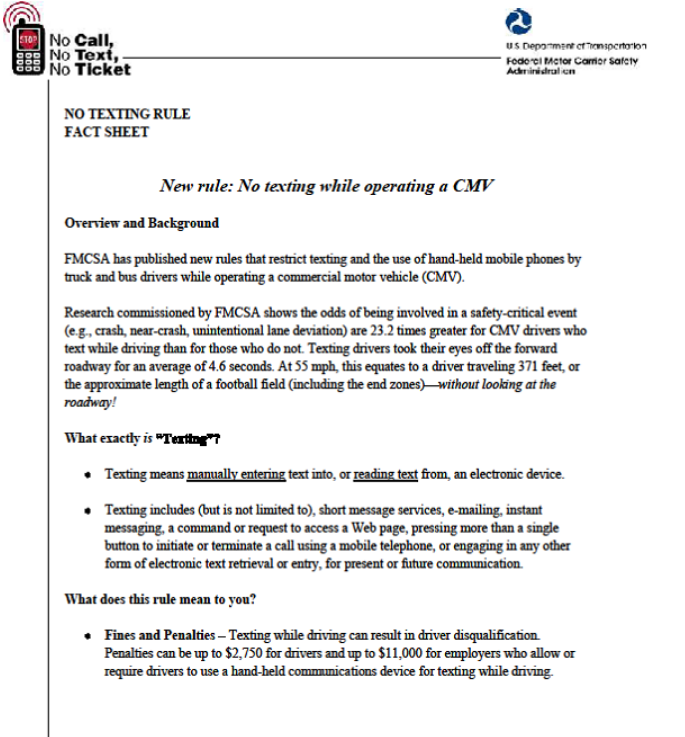 STOP
No Call,
No Text,
No Ticket
U.S. Department of Transportation
Federal Motor Carrier Safety
Administration
NO TEXTING RULE
FACT SHEET
New rule: No texting while operating a CMV
Overview and Background
FMCSA has published new rules that restrict texting and the use of hand-held mobile phones by
truck and bus drivers while operating a commercial motor vehicle (CMV).
Research commissioned by FMCSA shows the odds of being involved in a safety-critical event
(e.g., crash, near-crash, unintentional lane deviation) are 23.2 times greater for CMV drivers who
text while driving than for those who do not. Texting drivers took their eyes off the forward
roadway for an average of 4.6 seconds. At 55 mph, this equates to a driver traveling 371 feet, or
the approximate length of a football field (including the end zones)—without looking at the
roadway!
What exactly is "Texting"?
• Texting means manually entering text into, or reading text from, an electronic device.
• Texting includes (but is not limited to), short message services, e-mailing, instant
messaging, a command or request to access a Web page, pressing more than a single
button to initiate or terminate a call using a mobile telephone, or engaging in any other
form of electronic text retrieval or entry, for present or future communication.
What does this rule mean to you?
• Fines and Penalties – Texting while driving can result in driver disqualification.
Penalties can be up to $2,750 for drivers and up to $11,000 for employers who allow or
require drivers to use a hand-held communications device for texting while driving.